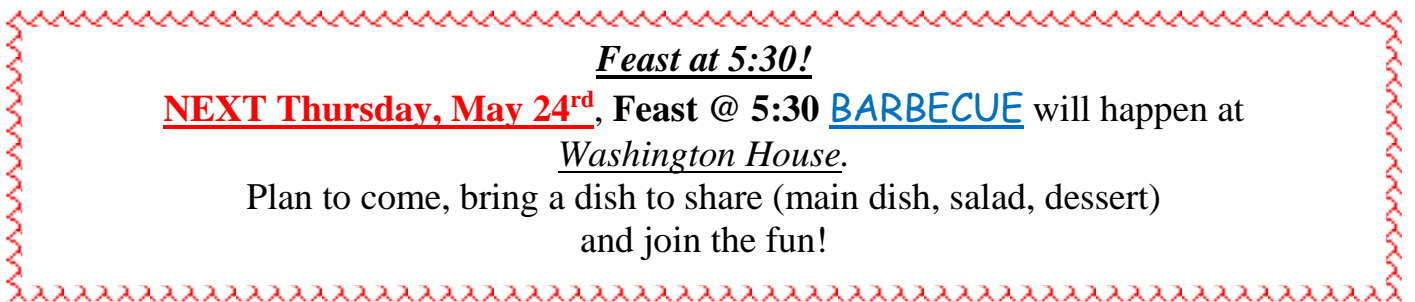 Feast at 5:30!
NEXT Thursday, May 24rd, Feast @ 5:30 BARBECUE will happen at
Washington House.
Plan to come, bring a dish to share (main dish, salad, dessert)
and join the fun!